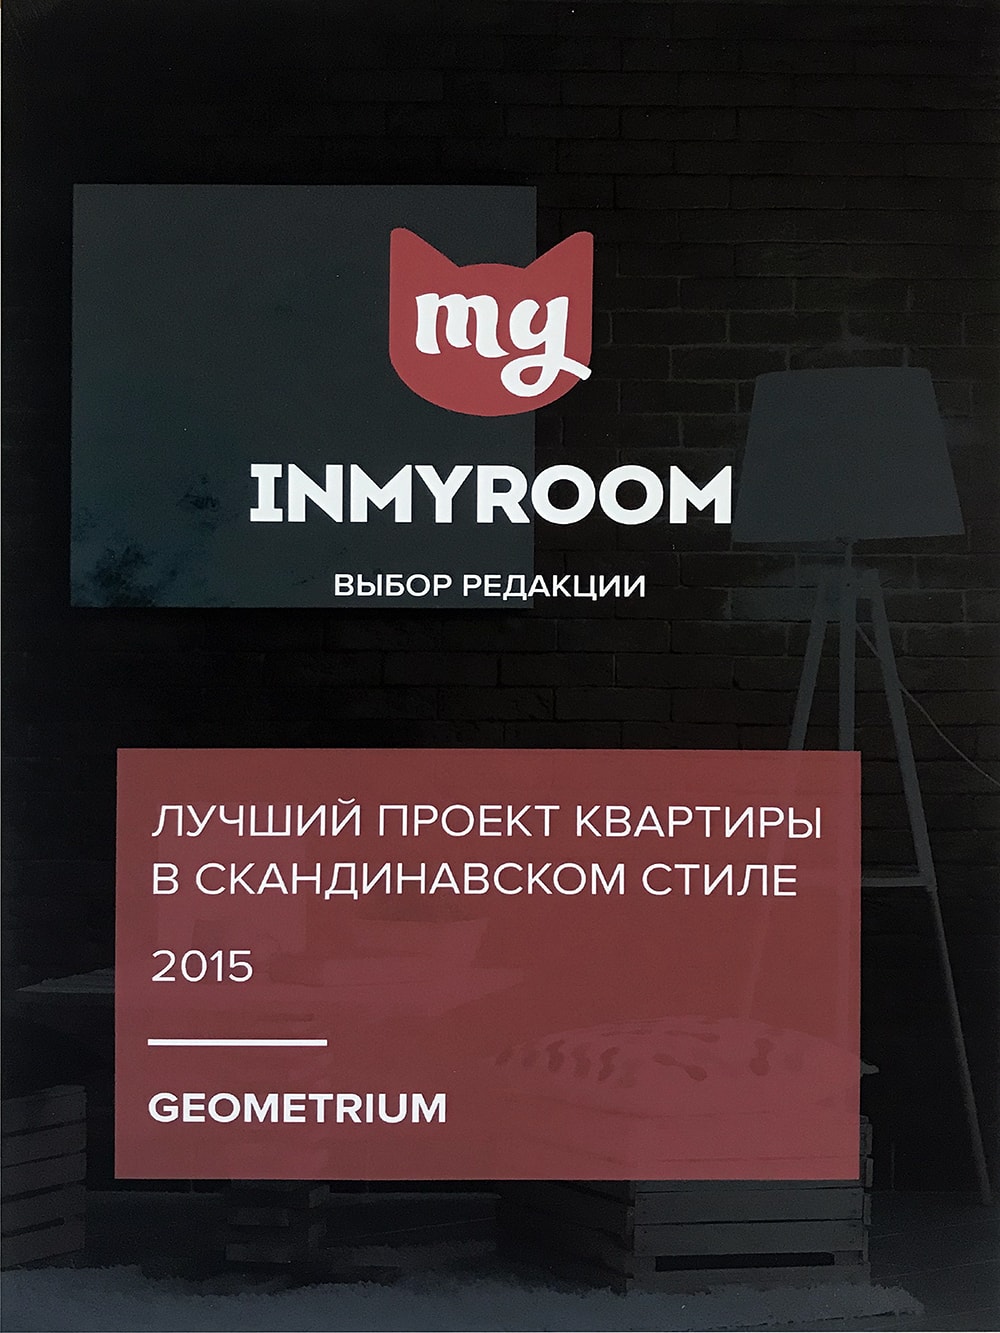 my
INMYROOM
ВЫБОР РЕДАКЦИИ
ЛУЧШИЙ ПРОЕКТ КВАРТИРЫ
В СКАНДИНАВСКОМ СТИЛЕ
2015
GEOMETRIUM